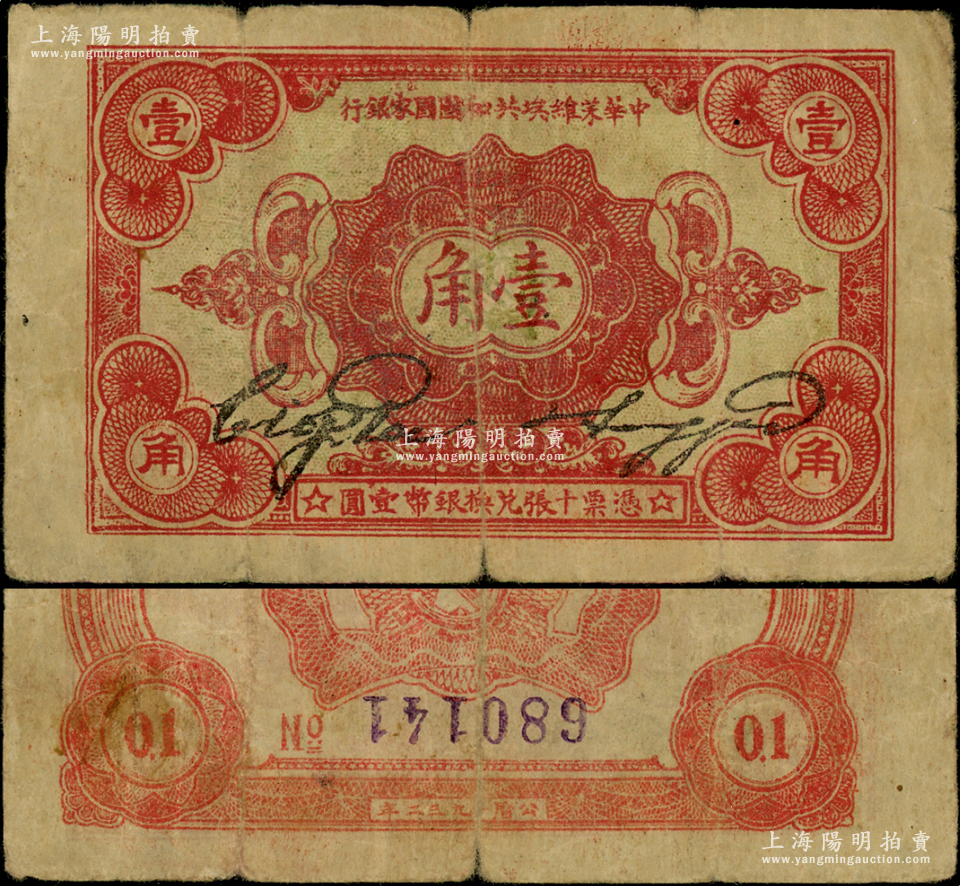 上海陽明拍賣
www.yangmingauction.com
中華苏維埃共和國國家銀行
壹
壹
壹角
角
角
上海陽明拍賣
www.yangmingauction.com
☆憑票十張兌換銀幣壹圓☆
No 680141
0.1
0.1
公曆一九三二年
上海陽明拍賣
www.yangmingauction.com